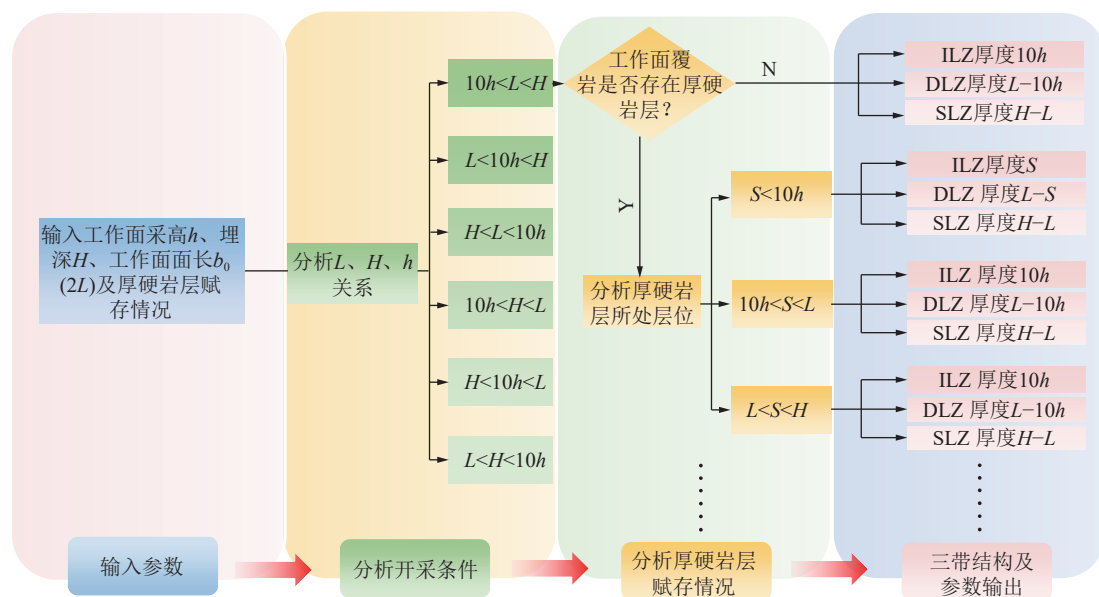 输入工作面采高h、埋
深H、工作面面长b₀
(2L)及厚硬岩层赋
存情况
分析L、H、h
关系
10h<L<H
L<10h<H
H<L<10h
10h<H<L
H<10h<L
L<H<10h
工作面覆
岩是否存在厚硬
岩层？
N
Y
分析厚硬岩
层所处层位
S<10h
10h<S<L
L<S<H
ILZ厚度10h
DLZ厚度L−10h
SLZ厚度H−L
ILZ厚度S
DLZ 厚度L−S
SLZ 厚度H−L
ILZ 厚度10h
DLZ 厚度L−10h
SLZ 厚度H−L
ILZ 厚度10h
DLZ 厚度L−10h
SLZ 厚度H−L
输入参数
分析开采条件
分析厚硬岩层
赋存情况
三带结构及
参数输出